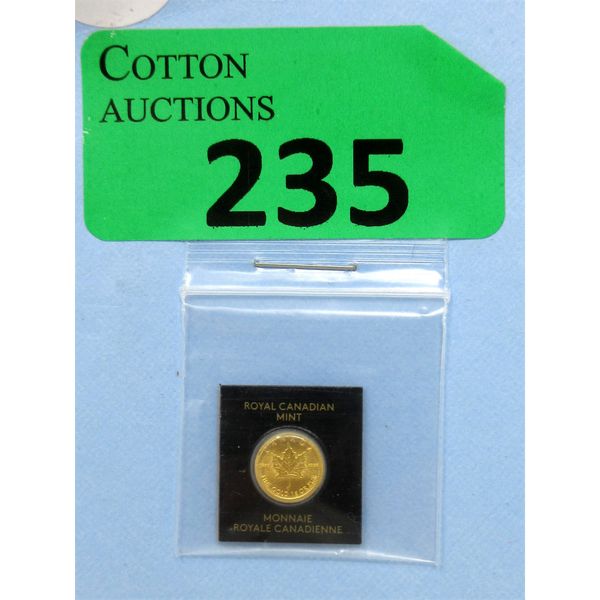 COTTON
AUCTIONS
235
ROYAL CANADIAN
MINT
MONNAIE
ROYALE CANADIENNE